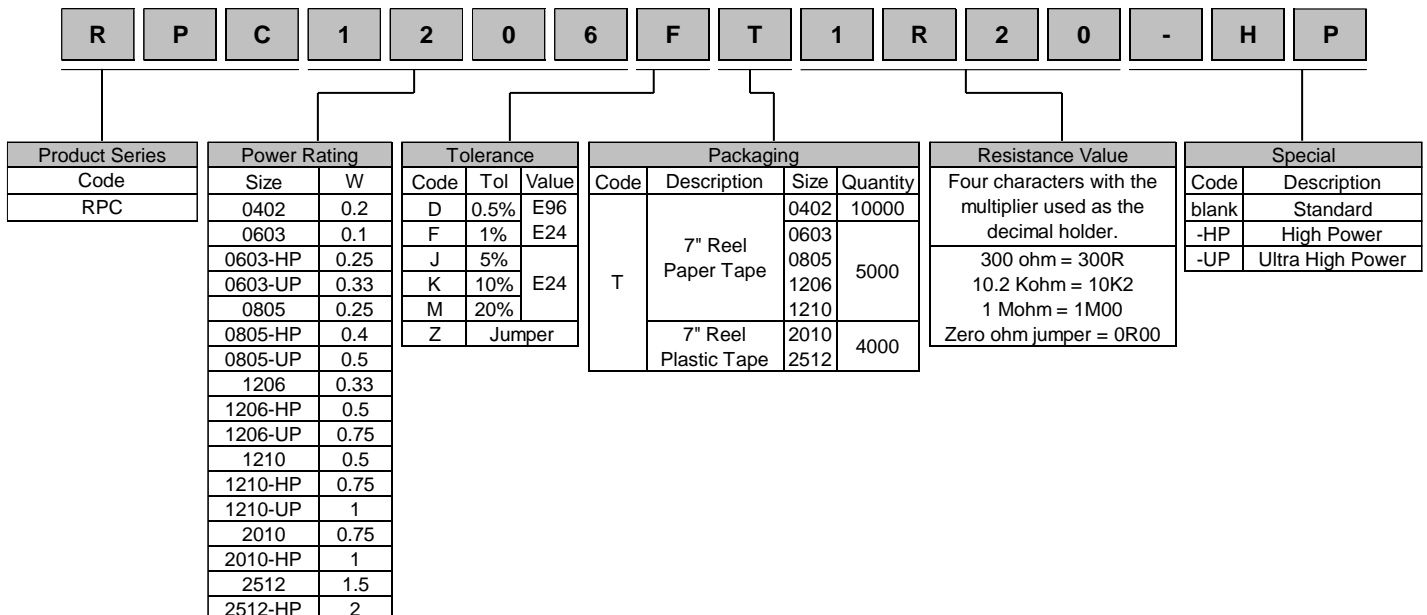 R P C 1 2 0 6 F T 1 R 2 0 - H P
Product Series
Code
RPC
Power Rating
Size W
0402 0.2
0603 0.1
0603-HP 0.25
0603-UP 0.33
0805 0.25
0805-HP 0.4
0805-UP 0.5
1206 0.33
1206-HP 0.5
1206-UP 0.75
1210 0.5
1210-HP 0.75
1210-UP 1
2010 0.75
2010-HP 1
2512 1.5
2512-HP 2
Tolerance
Code Tol Value
D 0.5% E96
F 1% E24
J 5%
K 10% E24
M 20%
Z Jumper
Packaging
Code Description Size Quantity
T
7" Reel
Paper Tape
0402 10000
0603
0805
1206
1210
5000
7" Reel
Plastic Tape
2010
2512
4000
Resistance Value
Four characters with the
multiplier used as the
decimal holder.
300 ohm = 300R
10.2 Kohm = 10K2
1 Mohm = 1M00
Zero ohm jumper = 0R00
Special
Code Description
blank Standard
-HP High Power
-UP Ultra High Power